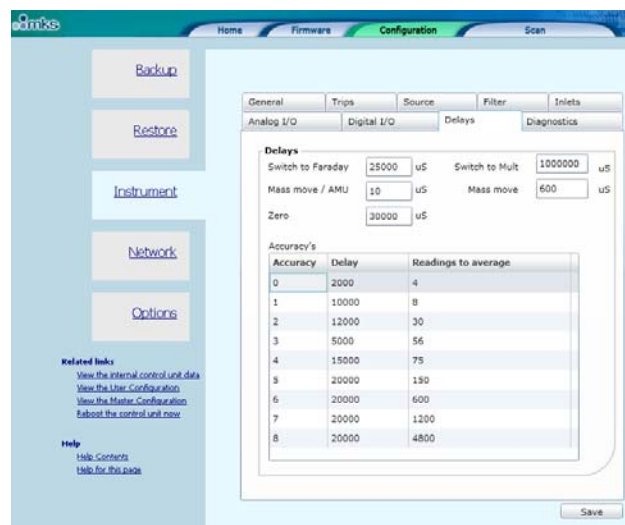 mks
Home Firmware Configuration Scan
Backup
Restore
Instrument
Network
Options
Related links
View the internal control unit data
View the User Configuration
View the Master Configuration
Reboot the control unit now
Help
Help Contents
Help for this page
General Trips Source Filter Inlets
Analog I/O Digital I/O Delays Diagnostics
Delays
Switch to Faraday 25000 uS Switch to Mult 1000000 uS
Mass move / AMU 10 uS Mass move 600 uS
Zero 30000 uS
Accuracy's
Accuracy Delay Readings to average
0 2000 4
1 10000 8
2 12000 30
3 5000 56
4 15000 75
5 20000 150
6 20000 600
7 20000 1200
8 20000 4800
Save